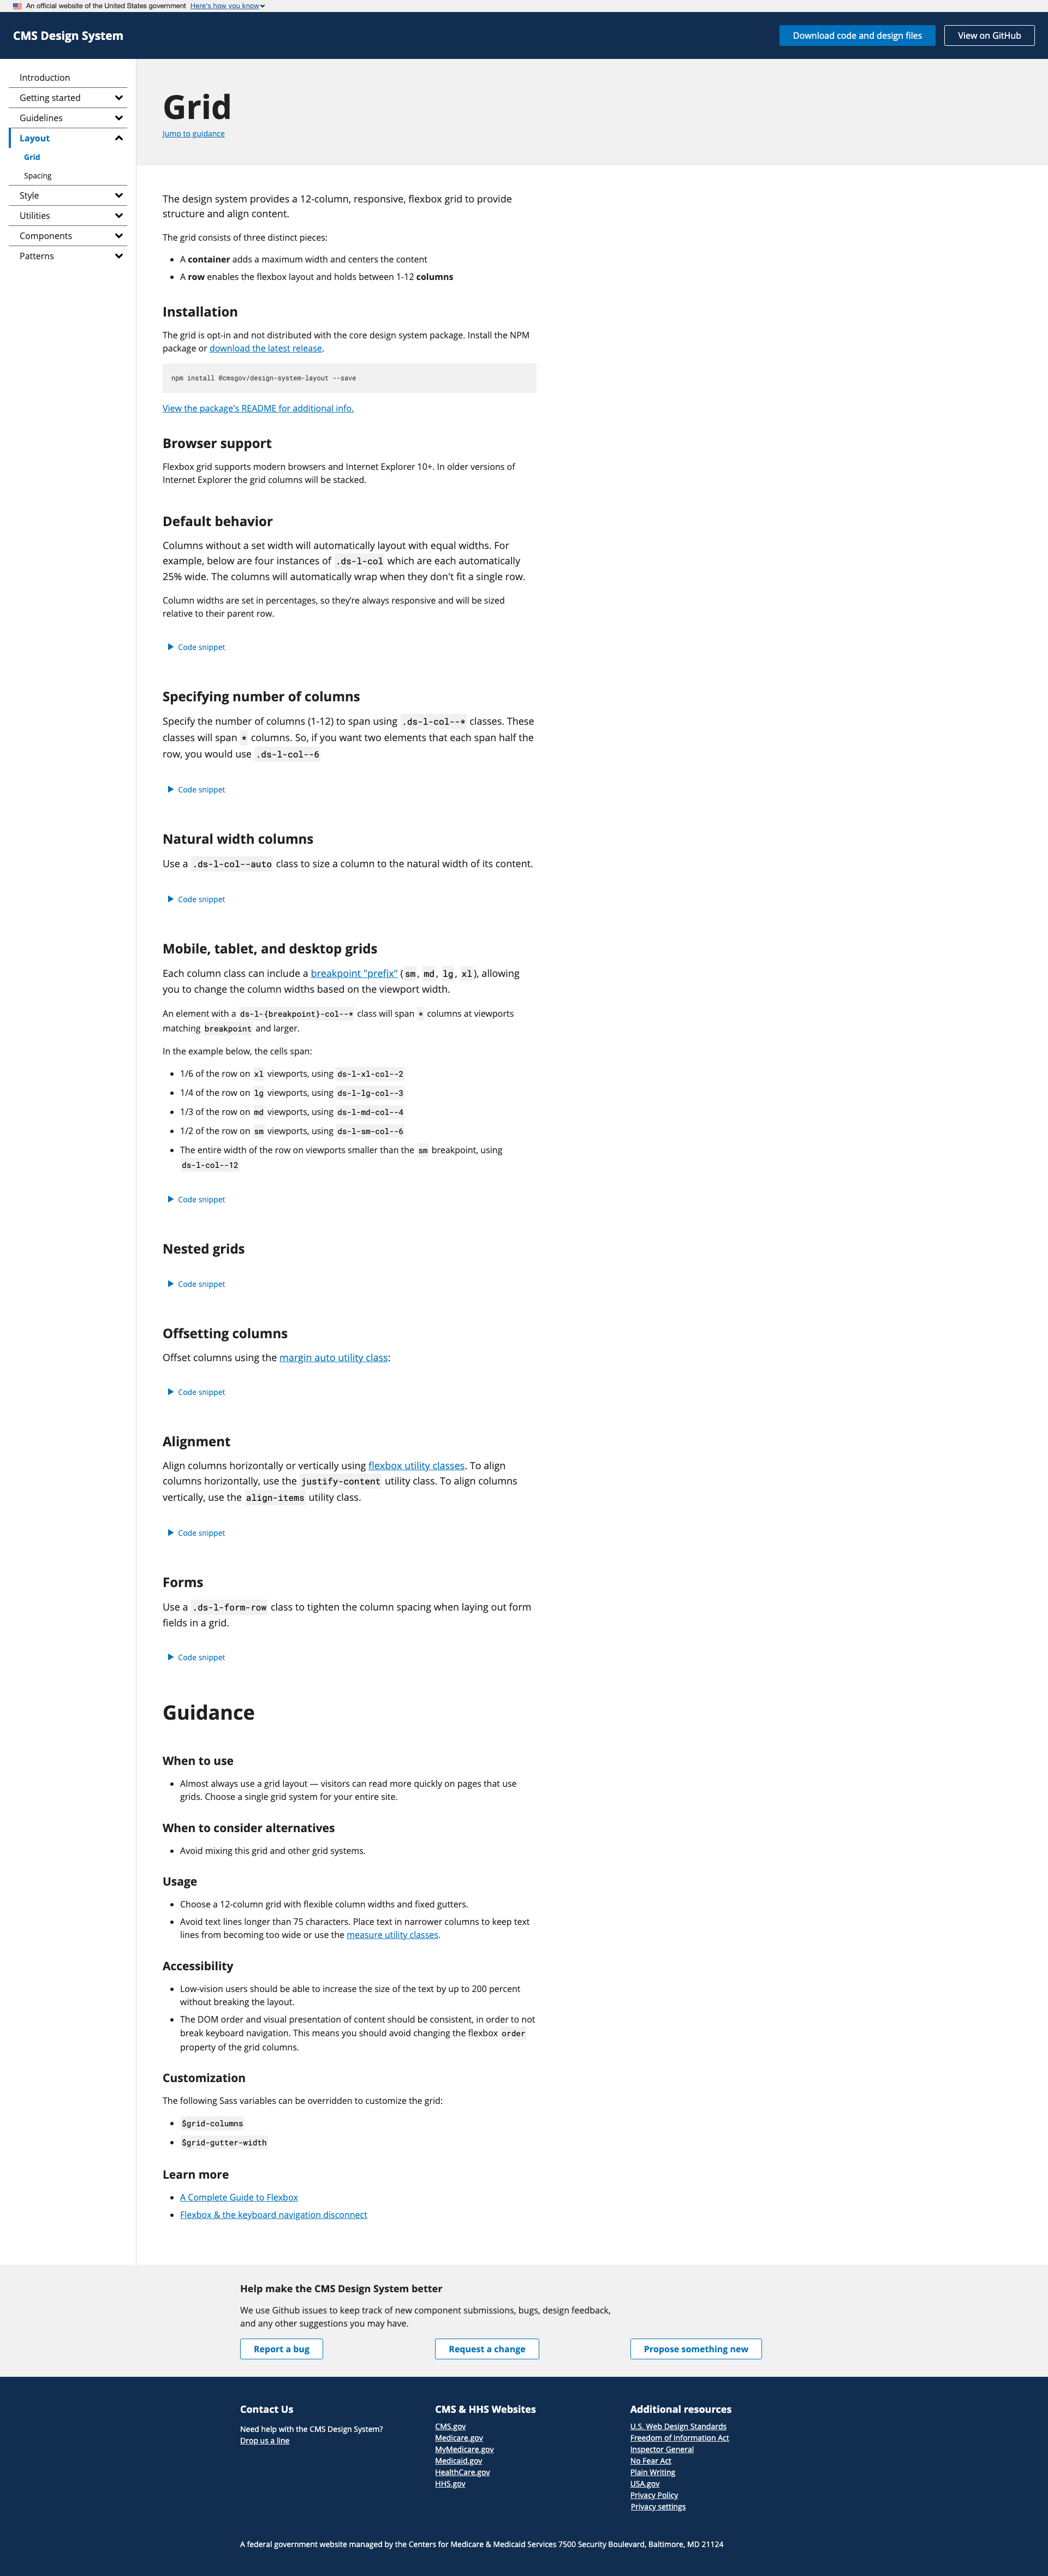 An official website of the United States government Here's how you know
CMS Design System
Download code and design files
View on GitHub
Introduction
Getting started
Guidelines
Layout
Grid
Spacing
Style
Utilities
Components
Patterns
Grid
Jump to guidance
The design system provides a 12-column, responsive, flexbox grid to provide
structure and align content.
The grid consists of three distinct pieces:
• A container adds a maximum width and centers the content
• A row enables the flexbox layout and holds between 1-12 columns
Installation
The grid is opt-in and not distributed with the core design system package. Install the NPM
package or download the latest release.
npm install @cmsgov/design-system-layout --save
View the package's README for additional info.
Browser support
Flexbox grid supports modern browsers and Internet Explorer 10+. In older versions of
Internet Explorer the grid columns will be stacked.
Default behavior
Columns without a set width will automatically layout with equal widths. For
example, below are four instances of .ds-l-col which are each automatically
25% wide. The columns will automatically wrap when they don't fit a single row.
Column widths are set in percentages, so they're always responsive and will be sized
relative to their parent row.
Code snippet
Specifying number of columns
Specify the number of columns (1-12) to span using .ds-l-col--* classes. These
classes will span * columns. So, if you want two elements that each span half the
row, you would use .ds-l-col--6
Code snippet
Natural width columns
Use a .ds-l-col--auto class to size a column to the natural width of its content.
Code snippet
Mobile, tablet, and desktop grids
Each column class can include a breakpoint "prefix" (sm, md, lg, xl), allowing
you to change the column widths based on the viewport width.
An element with a ds-l-{breakpoint}-col--* class will span * columns at viewports
matching breakpoint and larger.
In the example below, the cells span:
• 1/6 of the row on xl viewports, using ds-l-xl-col--2
• 1/4 of the row on lg viewports, using ds-l-lg-col--3
• 1/3 of the row on md viewports, using ds-l-md-col--4
• 1/2 of the row on sm viewports, using ds-l-sm-col--6
• The entire width of the row on viewports smaller than the sm breakpoint, using
ds-l-col--12
Code snippet
Nested grids
Code snippet
Offsetting columns
Offset columns using the margin auto utility class:
Code snippet
Alignment
Align columns horizontally or vertically using flexbox utility classes. To align
columns horizontally, use the justify-content utility class. To align columns
vertically, use the align-items utility class.
Code snippet
Forms
Use a .ds-l-form-row class to tighten the column spacing when laying out form
fields in a grid.
Code snippet
Guidance
When to use
• Almost always use a grid layout — visitors can read more quickly on pages that use
grids. Choose a single grid system for your entire site.
When to consider alternatives
• Avoid mixing this grid and other grid systems.
Usage
• Choose a 12-column grid with flexible column widths and fixed gutters.
• Avoid text lines longer than 75 characters. Place text in narrower columns to keep text
lines from becoming too wide or use the measure utility classes.
Accessibility
• Low-vision users should be able to increase the size of the text by up to 200 percent
without breaking the layout.
• The DOM order and visual presentation of content should be consistent, in order to not
break keyboard navigation. This means you should avoid changing the flexbox order
property of the grid columns.
Customization
The following Sass variables can be overridden to customize the grid:
• $grid-columns
• $grid-gutter-width
Learn more
• A Complete Guide to Flexbox
• Flexbox & the keyboard navigation disconnect
Help make the CMS Design System better
We use Github issues to keep track of new component submissions, bugs, design feedback,
and any other suggestions you may have.
Report a bug
Request a change
Propose something new
Contact Us
Need help with the CMS Design System?
Drop us a line
CMS & HHS Websites
CMS.gov
Medicare.gov
MyMedicare.gov
Medicaid.gov
HealthCare.gov
HHS.gov
Additional resources
U.S. Web Design Standards
Freedom of Information Act
Inspector General
No Fear Act
Plain Writing
USA.gov
Privacy Policy
Privacy settings
A federal government website managed by the Centers for Medicare & Medicaid Services 7500 Security Boulevard, Baltimore, MD 21124